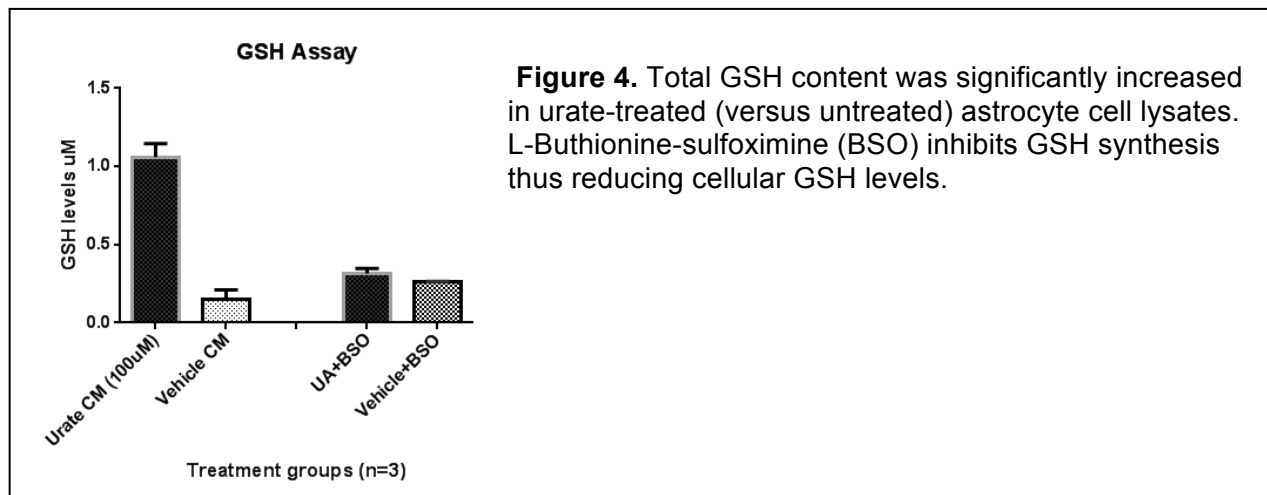 GSH Assay
GSH levels uM
1.5
1.0
0.5
0.0
Urate CM (100uM)
Vehicle CM
UA+BSO
Vehicle+BSO
Treatment groups (n=3)
Figure 4. Total GSH content was significantly increased
in urate-treated (versus untreated) astrocyte cell lysates.
L-Buthionine-sulfoximine (BSO) inhibits GSH synthesis
thus reducing cellular GSH levels.